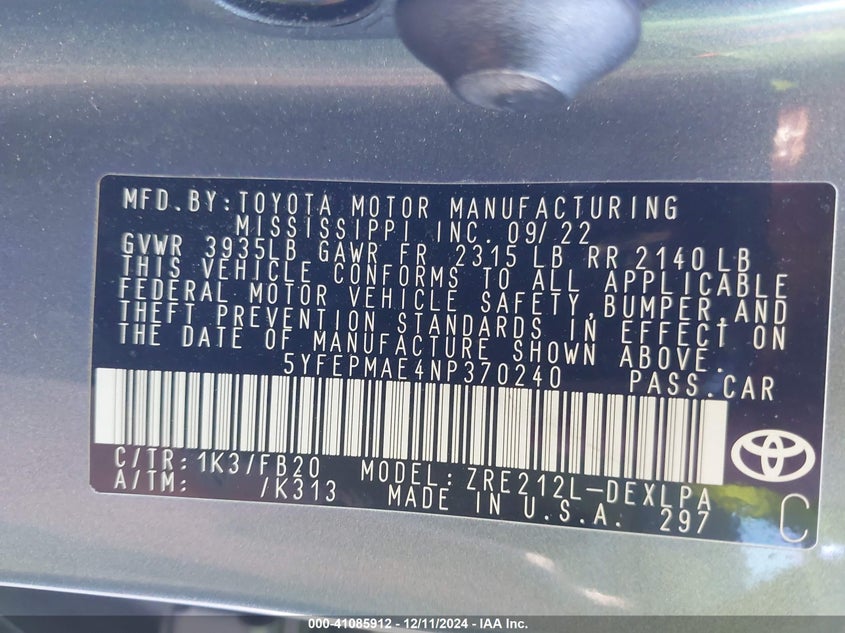 MFD.BY:TOYOTA MOTOR MANUFACTURING
MISSISSIPPI INC. 09/22
GVWR 3935LB GAWR FR 2315 LB RR 2140 LB
THIS VEHICLE CONFORMS TO ALL APPLICABLE
FEDERAL MOTOR VEHICLE SAFETY,BUMPER,AND
THEFT PREVENTION STANDARDS IN EFFECT ON
THE DATE OF MANUFACTURE SHOWN ABOVE.
5YFEPMAE4NP370240 PASS.CAR
C/TR: 1K3/FB20 MODEL: ZRE212L-DEXLPA
A/TM: /K313 MADE IN U.S.A. 297
C
000-41085912 - 12/11/2024 - IAA Inc.